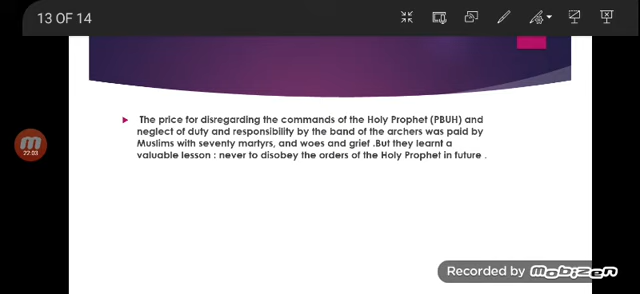 13 OF 14
The price for disregarding the commands of the Holy Prophet (PBUH) and
neglect of duty and responsibility by the band of the archers was paid by
Muslims with seventy martyrs, and woes and grief .But they learnt a
valuable lesson : never to disobey the orders of the Holy Prophet in future .
m
22:03
Recorded by mobizen